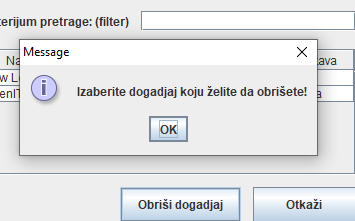 terijum pretrage: (filter)
Message
Izaberite dogadjaj koju želite da obrišete!
OK
Obriši dogadjaj
Otkaži